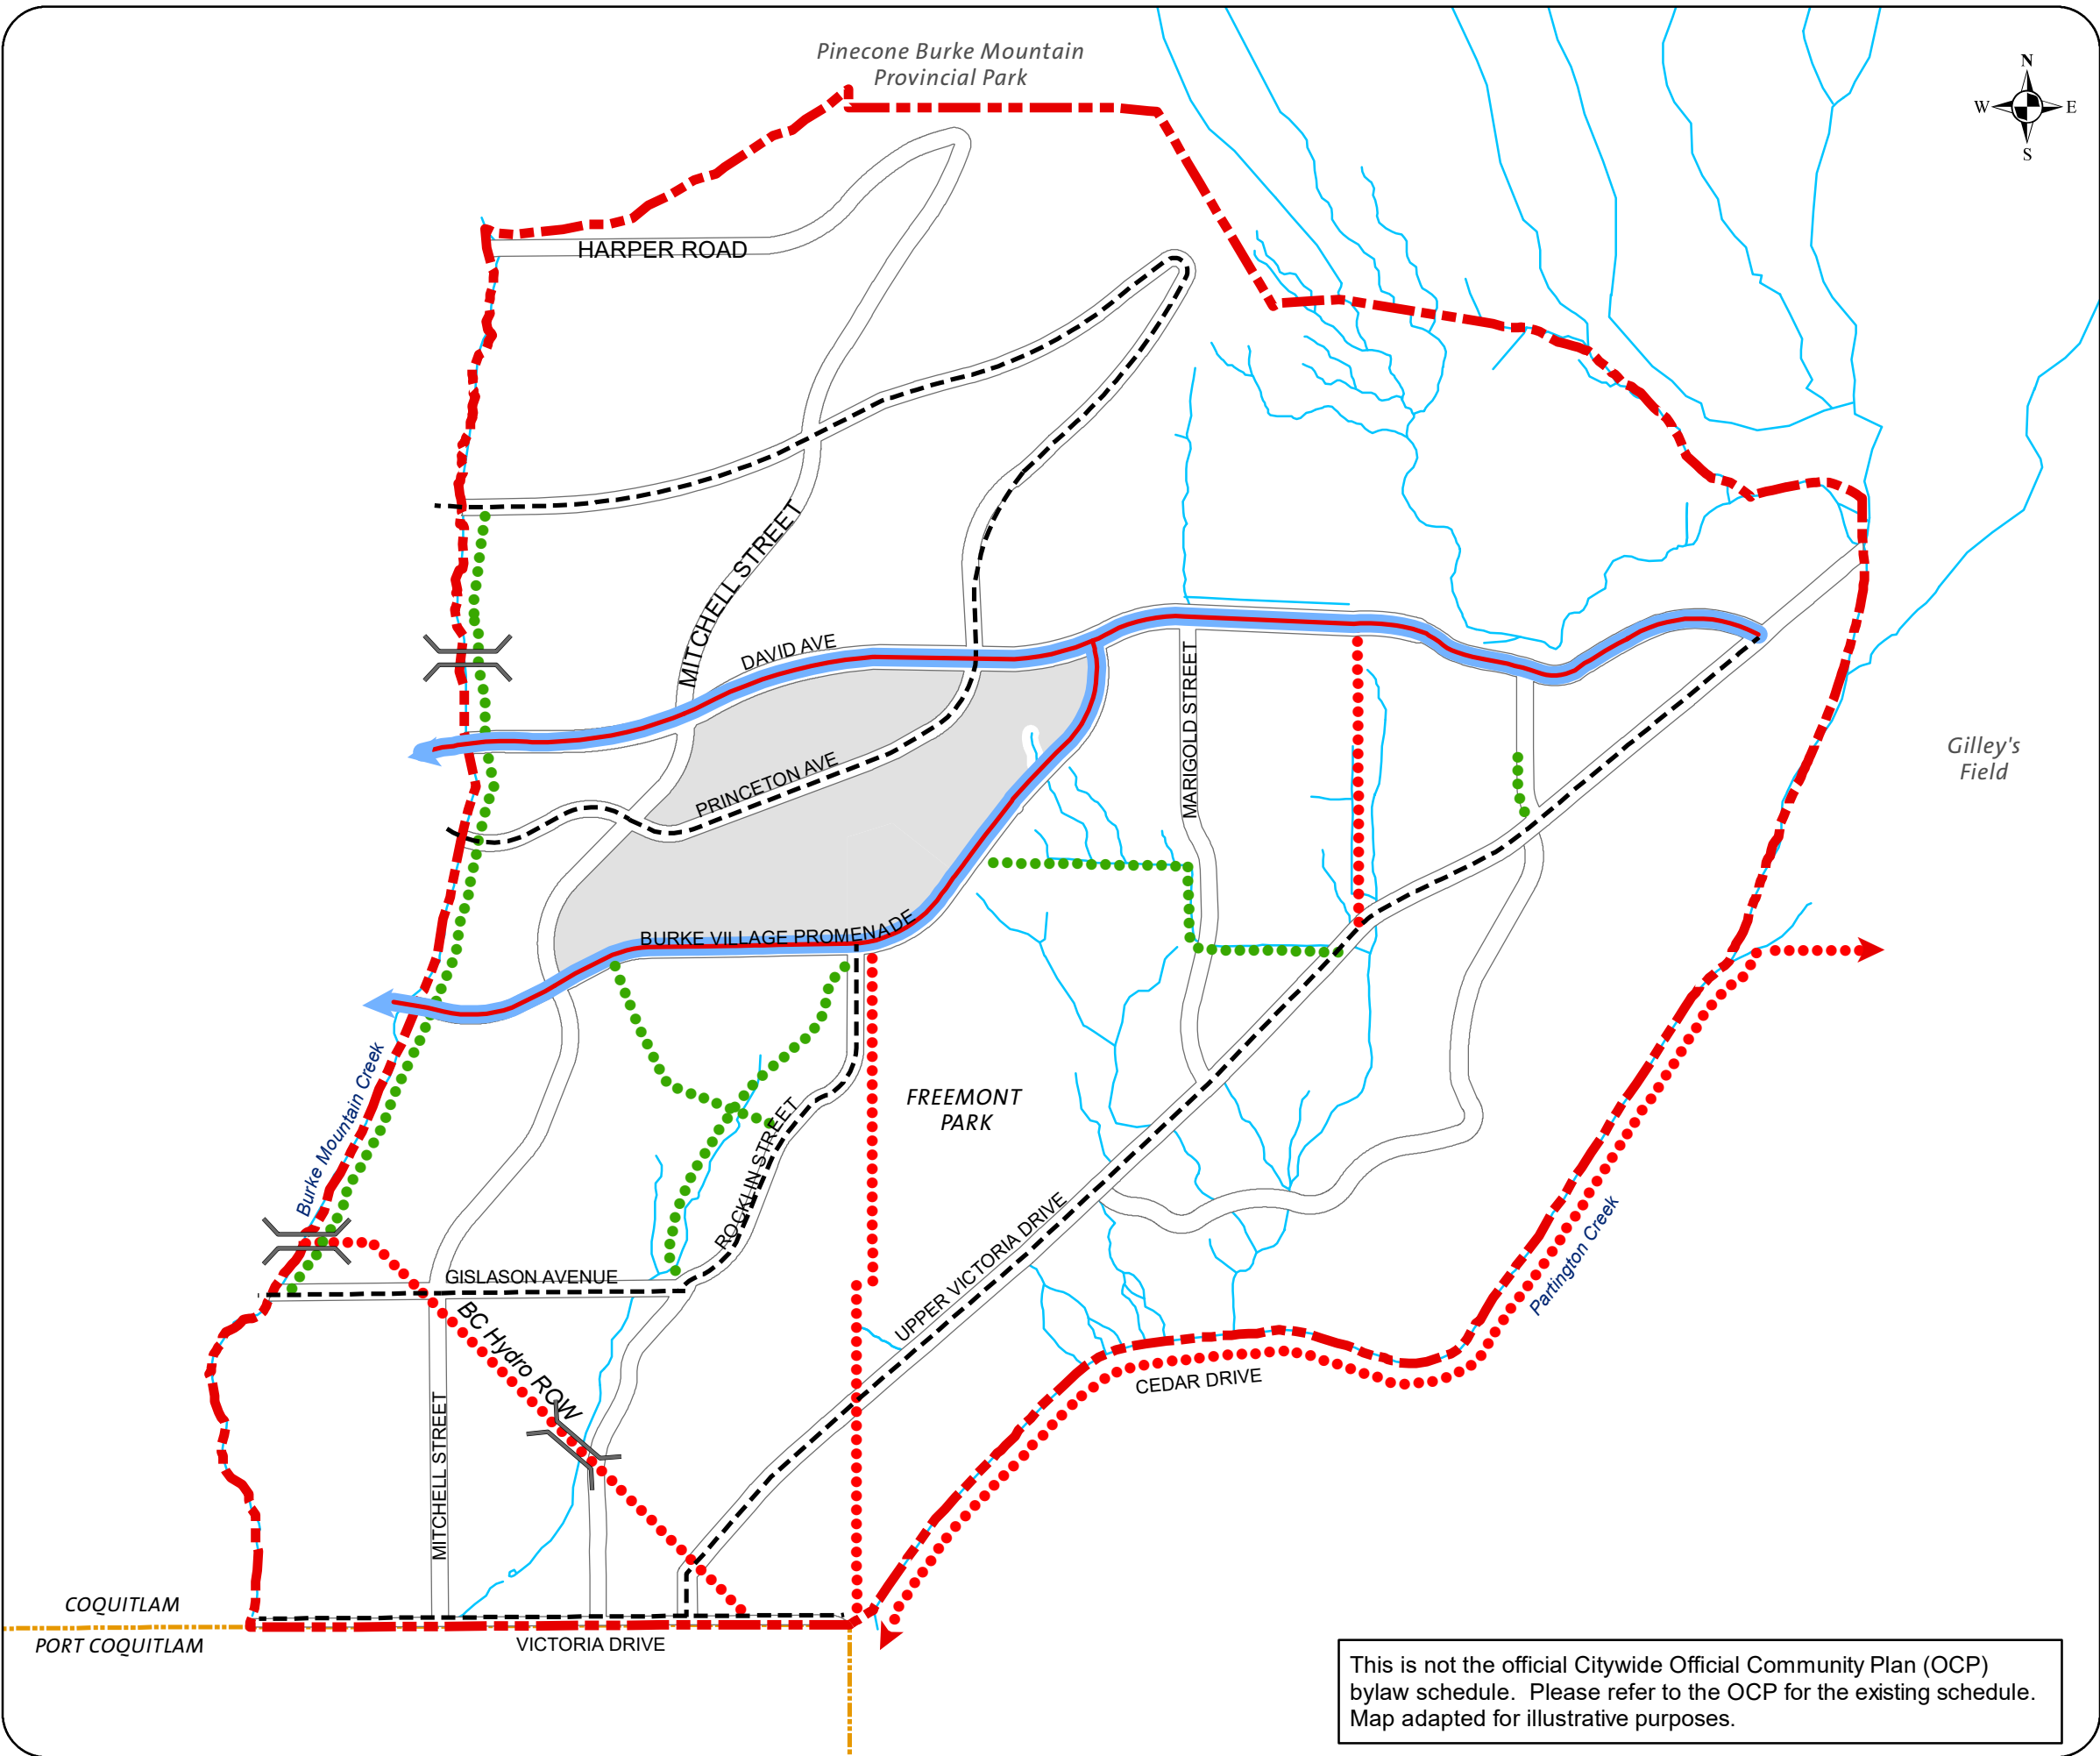 Pinecone Burke Mountain
Provincial Park
N
W
E
S
HARPER ROAD
MITCHELL STREET
DAVID AVE
MARIGOLD STREET
PRINCETON AVE
Gilley's
Field
BURKE VILLAGE PROMENADE
Burke Mountain Creek
FREEMONT
PARK
ROCKLIN STREET
UPPER VICTORIA DRIVE
Partington Creek
GISLASON AVENUE
BC Hydro ROW
CEDAR DRIVE
MITCHELL STREET
COQUITLAM
PORT COQUITLAM
VICTORIA DRIVE
This is not the official Citywide Official Community Plan (OCP)
bylaw schedule.  Please refer to the OCP for the existing schedule.
Map adapted for illustrative purposes.